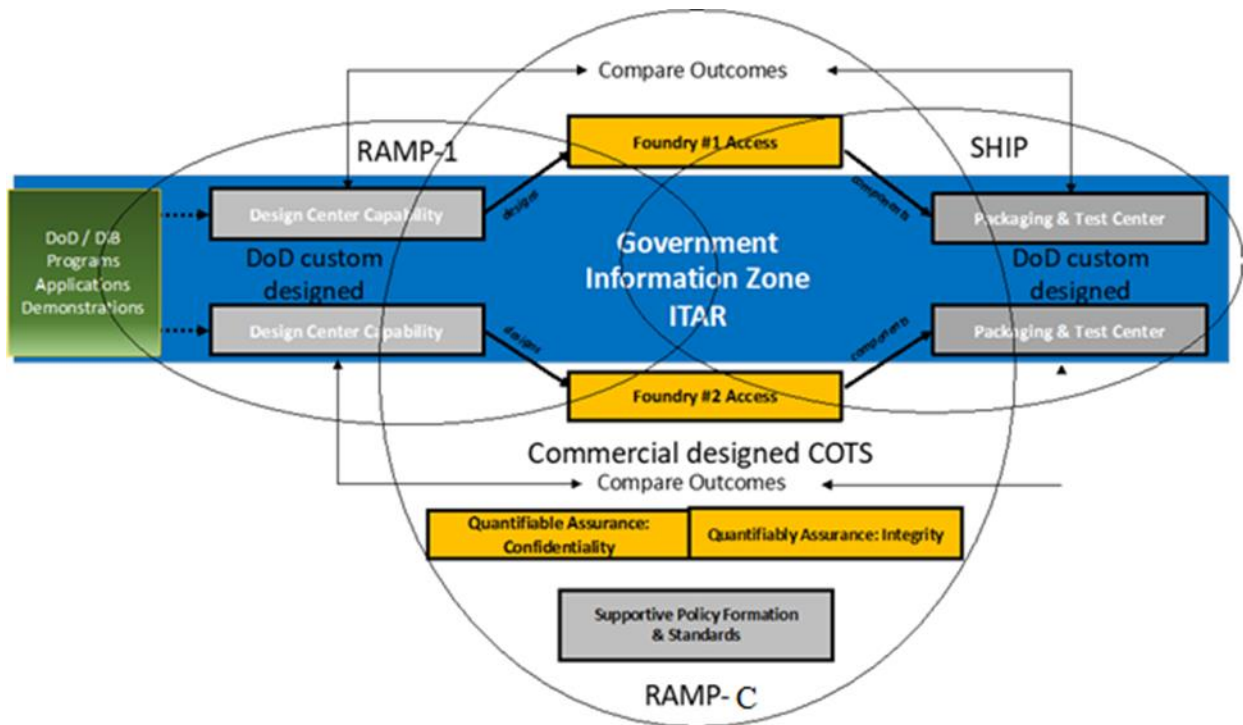 Compare Outcomes
Foundry #1 Access
RAMP-1
SHIP
designs
components
Design Center Capability
Packaging & Test Center
DoD / DIB
Programs
Applications
Demonstrations
DoD custom
designed
Government
Information Zone
ITAR
DoD custom
designed
Design Center Capability
Packaging & Test Center
designs
components
Foundry #2 Access
Commercial designed COTS
Compare Outcomes
Quantifiable Assurance:
Confidentiality
Quantifiably Assurance: Integrity
Supportive Policy Formation
& Standards
RAMP- C